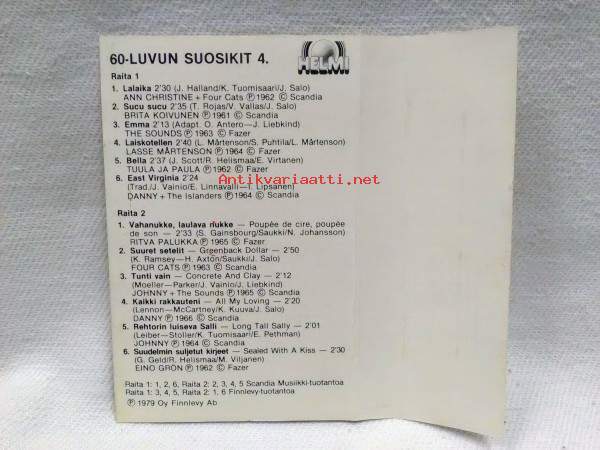 60-LUVUN SUOSIKIT 4.
HELMI
Raita 1
1. Lalaika 2'30 (J. Halland/K. Tuomisaari/J. Salo)
ANN CHRISTINE + Four Cats Ⓟ 1962 Ⓒ Scandia
2. Sucu sucu 2'35 (T. Rojas/V. Vallas/J. Salo)
BRITA KOIVUNEN Ⓟ 1961 Ⓒ Scandia
3. Emma 2'13 (Adapt. O. Antero—J. Liebkind)
THE SOUNDS Ⓟ 1963 Ⓒ Fazer
4. Laiskotellen 2'40 (L. Mårtenson/S. Puhtila/L. Mårtenson)
LASSE MÅRTENSON Ⓟ 1964 Ⓒ Fazer
5. Bella 2'37 (J. Scott/R. Helismaa/E. Virtanen)
TUULA JA PAULA Ⓟ 1962 Ⓒ Fazer
Antikvariaatti.net
6. East Virginia 2'24
(Trad./J. Vainio/E. Linnavalli—I. Lipsanen)
DANNY + The Islanders Ⓟ 1964 Ⓒ Scandia
Raita 2
1. Vahanukke, laulava nukke — Poupée de cire, poupée
de son — 2'33 (S. Gainsbourg/Saukki/N. Johansson)
RITVA PALUKKA Ⓟ 1965 Ⓒ Fazer
2. Suuret setelit — Greenback Dollar — 2'50
(K. Ramsey—H. Axton/Saukki/J. Salo)
FOUR CATS Ⓟ 1963 Ⓒ Scandia
3. Tunti vain — Concrete And Clay — 2'12
(Moeller—Parker/J. Vainio/J. Liebkind)
JOHNNY + The Sounds Ⓟ 1965 Ⓒ Scandia
4. Kaikki rakkauteni — All My Loving — 2'20
(Lennon—McCartney/K. Kuuva/J. Salo)
DANNY Ⓟ 1966 Ⓒ Scandia
5. Rehtorin luiseva Salli — Long Tall Sally — 2'01
(Leiber—Stoller/K. Tuomisaari/E. Pethman)
JOHNNY Ⓟ 1964 Ⓒ Scandia
6. Suudelmin suljetut kirjeet — Sealed With A Kiss — 2'30
(G. Geld/R. Helismaa/M. Viljanen)
EINO GRÖN Ⓟ 1962 Ⓒ Fazer
Raita 1: 1, 2, 6, Raita 2: 2, 3, 4, 5 Scandia Musiikki-tuotantoa
Raita 1: 3, 4, 5, Raita 2: 1, 6 Finnlevy-tuotantoa
Ⓟ 1979 Oy Finnlevy Ab